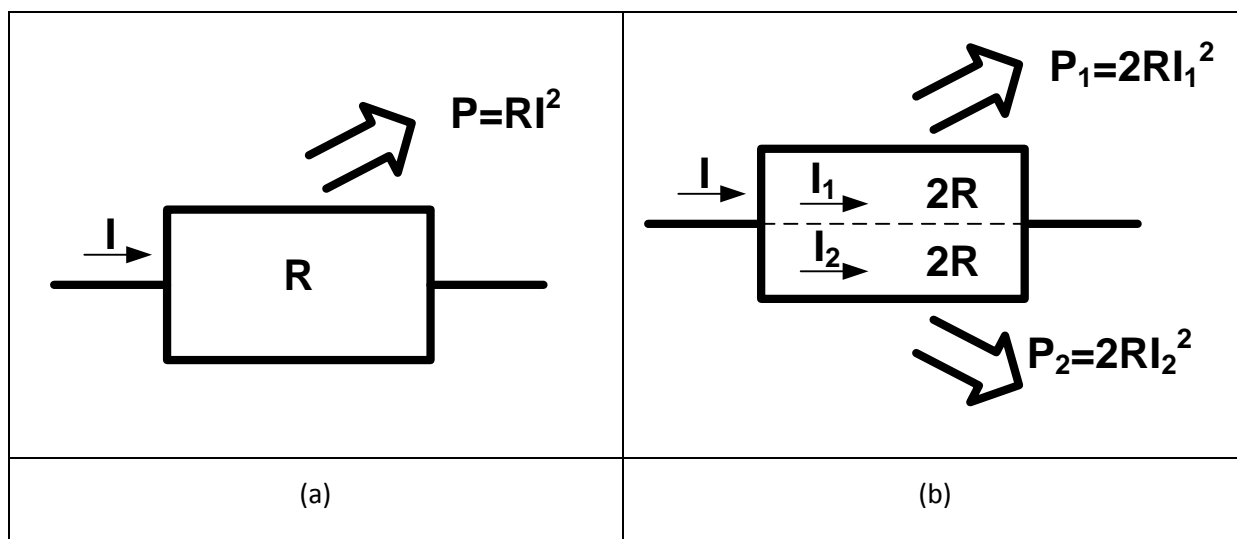 P=RI²
I
R
(a)
P₁=2RI₁²
I
I₁
2R
I₂
2R
P₂=2RI₂²
(b)